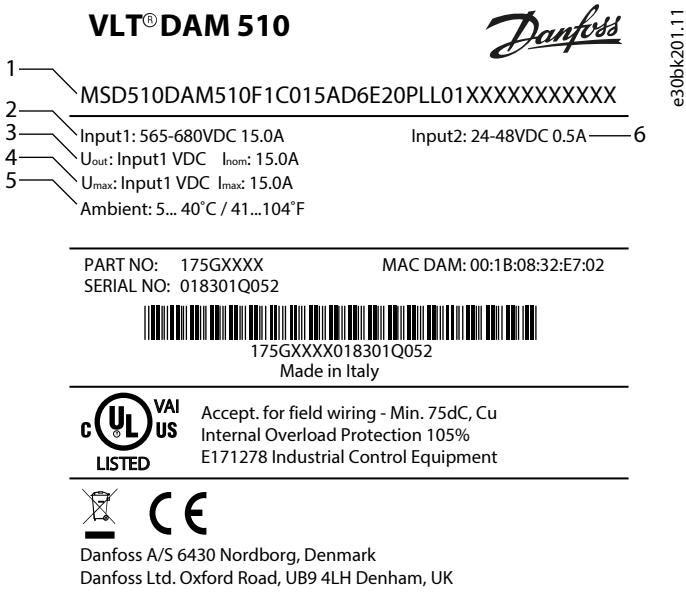 VLT® DAM 510
Danfoss
e30bk201.11
1
MSD510DAM510F1C015AD6E20PLL01XXXXXXXXXXX
2
Input1: 565-680VDC 15.0A
Input2: 24-48VDC 0.5A
6
3
Uout: Input1 VDC Inom: 15.0A
4
Umax: Input1 VDC Imax: 15.0A
5
Ambient: 5... 40˚C / 41...104˚F
PART NO: 175GXXXX
MAC DAM: 00:1B:08:32:E7:02
SERIAL NO: 018301Q052
175GXXXX018301Q052
Made in Italy
C UL US VAI
LISTED
Accept. for field wiring - Min. 75dC, Cu
Internal Overload Protection 105%
E171278 Industrial Control Equipment
CE
Danfoss A/S 6430 Nordborg, Denmark
Danfoss Ltd. Oxford Road, UB9 4LH Denham, UK